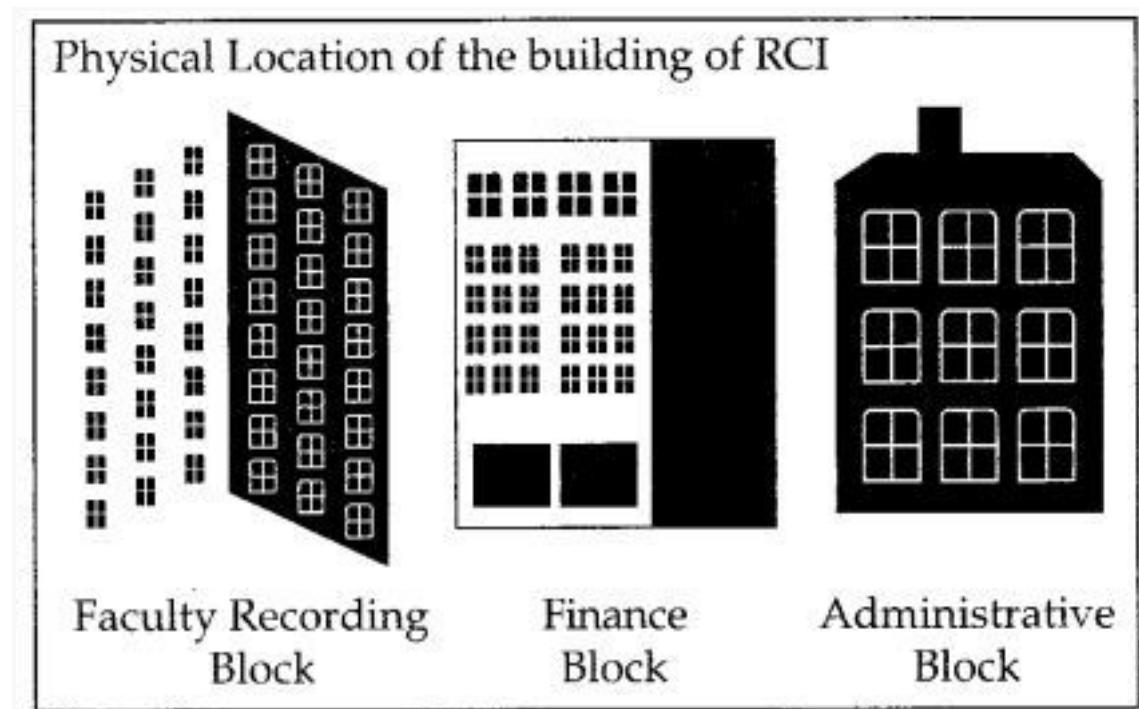 Physical Location of the building of RCI
Faculty Recording
Block
Finance
Block
Administrative
Block